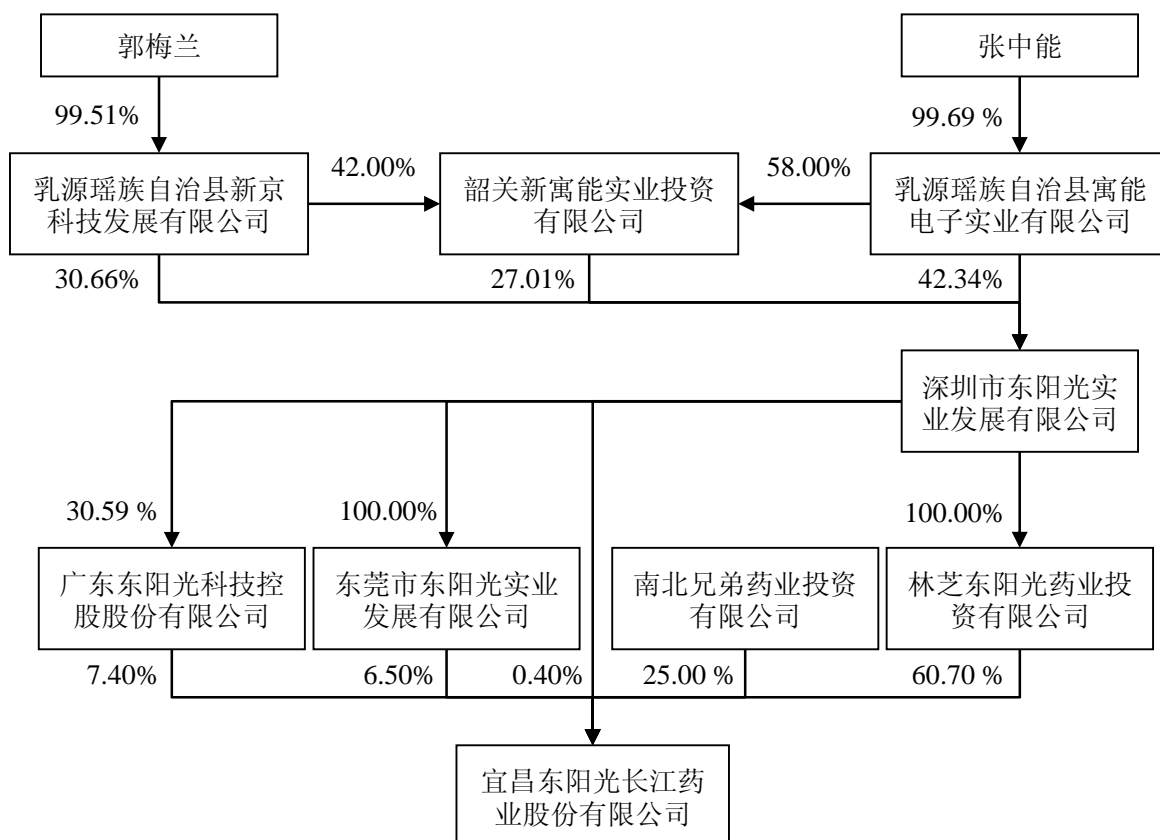 郭梅兰
张中能
99.51%
99.69 %
乳源瑶族自治县新京
科技发展有限公司
42.00%
韶关新寓能实业投资
有限公司
58.00%
乳源瑶族自治县寓能
电子实业有限公司
30.66%
27.01%
42.34%
深圳市东阳光实
业发展有限公司
30.59 %
100.00%
100.00%
广东东阳光科技控
股股份有限公司
东莞市东阳光实业
发展有限公司
南北兄弟药业投资
有限公司
林芝东阳光药业投
资有限公司
7.40%
6.50%
0.40%
25.00 %
60.70 %
宜昌东阳光长江药
业股份有限公司